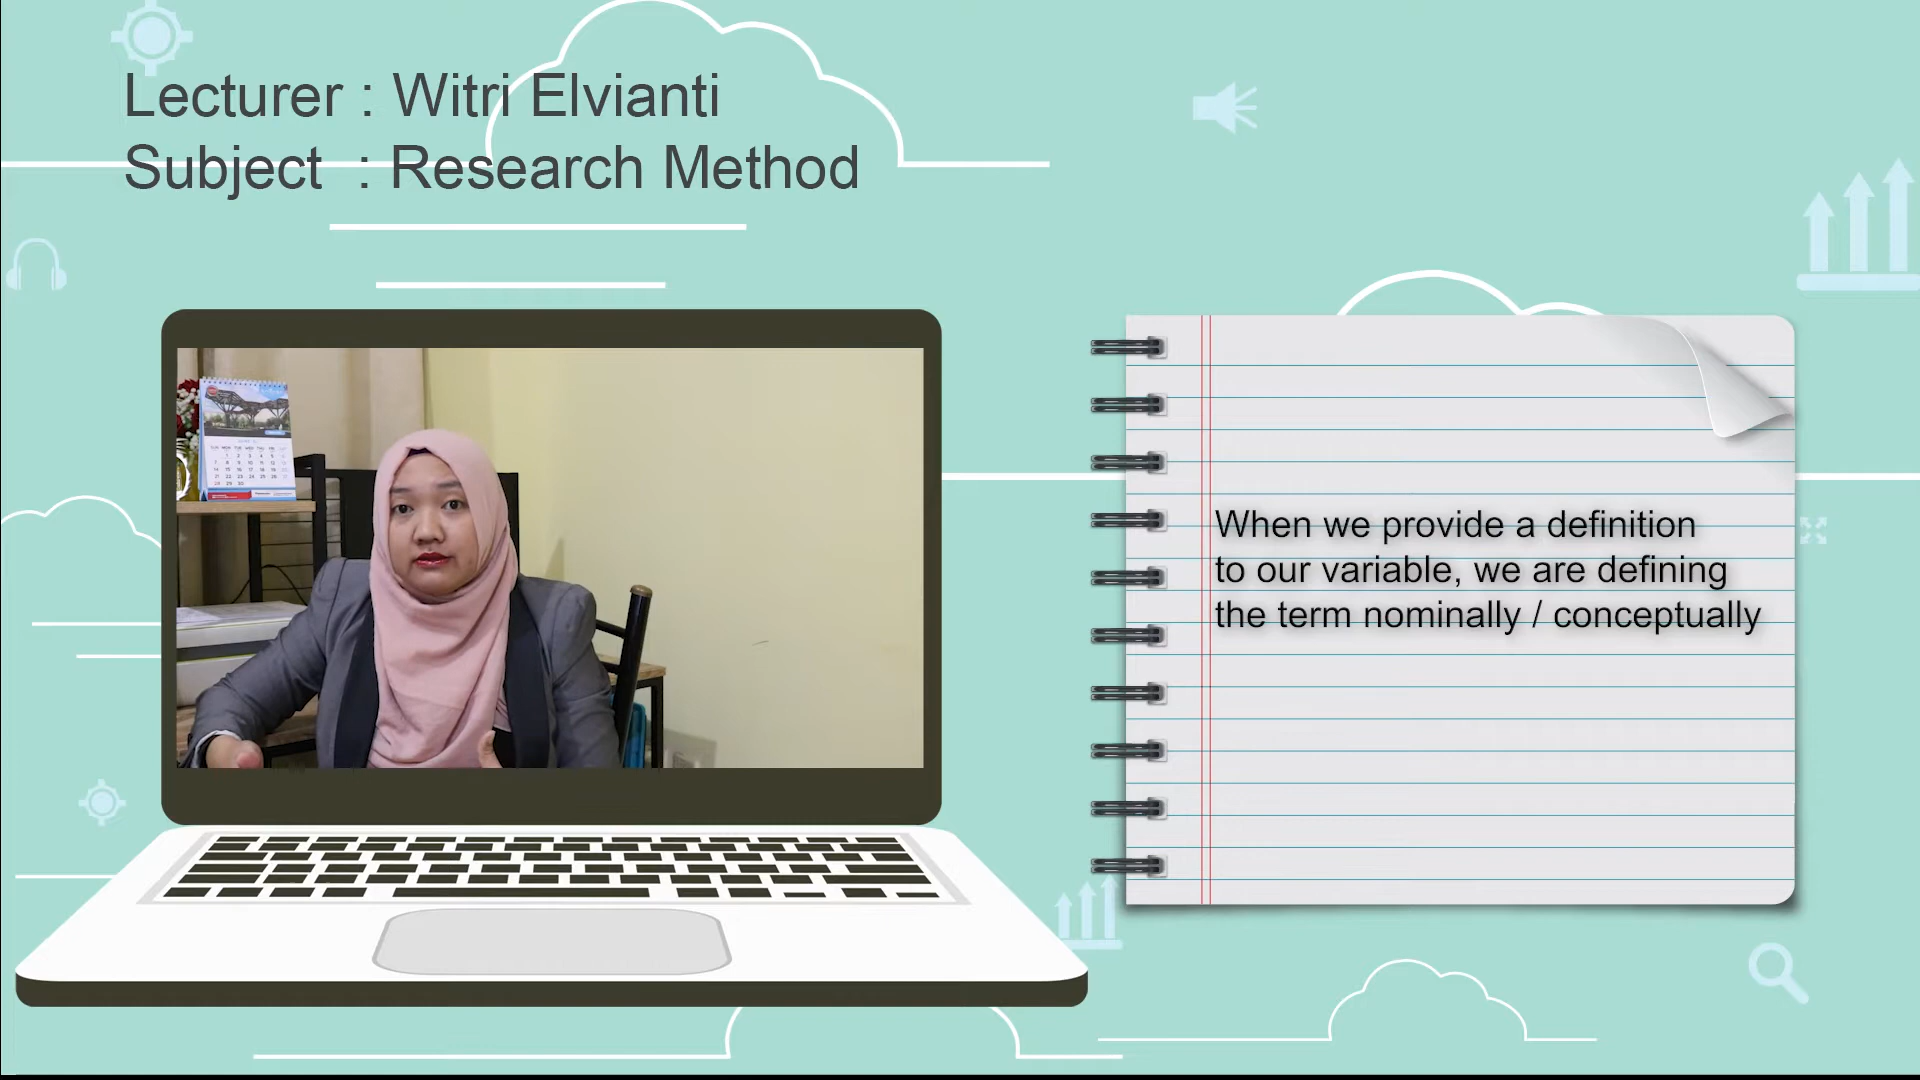 Lecturer : Witri Elvianti
Subject : Research Method
When we provide a definition
to our variable, we are defining
the term nominally / conceptually